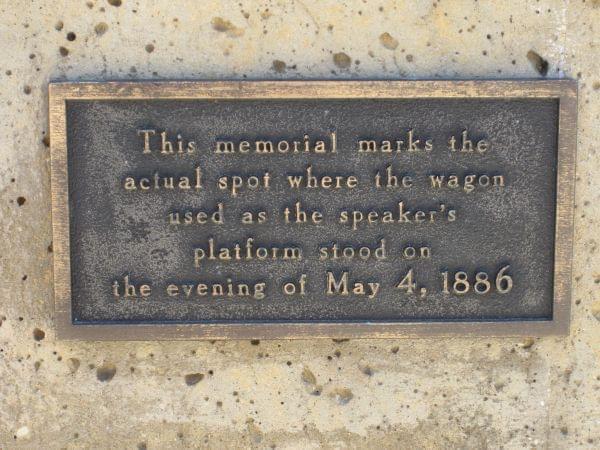 This memorial marks the
actual spot where the wagon
used as the speaker's
platform stood on
the evening of May 4, 1886